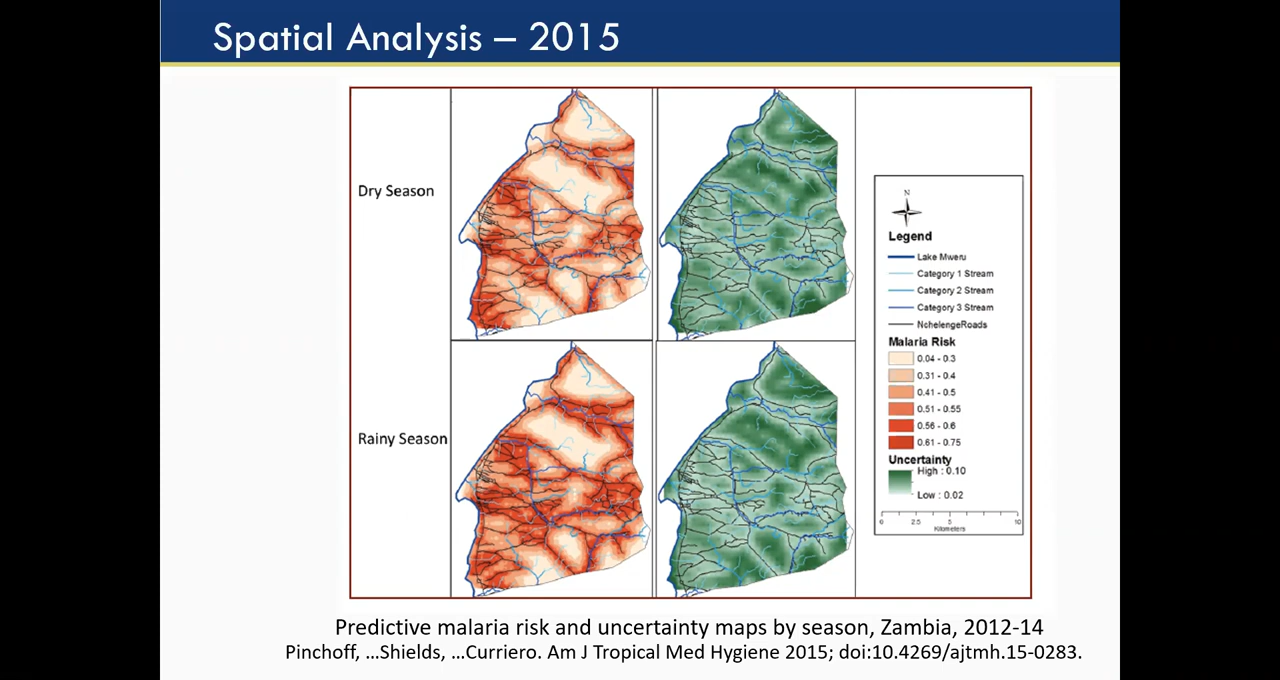 Spatial Analysis – 2015
Dry Season
Rainy Season
N
Legend
Lake Mweru
Category 1 Stream
Category 2 Stream
Category 3 Stream
NchelengeRoads
Malaria Risk
0.04 - 0.3
0.31 - 0.4
0.41 - 0.5
0.51 - 0.55
0.56 - 0.6
0.61 - 0.75
Uncertainty
High : 0.10
Low : 0.02
0 2.5 5 10
Kilometers
Predictive malaria risk and uncertainty maps by season, Zambia, 2012-14
Pinchoff, …Shields, …Curriero. Am J Tropical Med Hygiene 2015; doi:10.4269/ajtmh.15-0283.